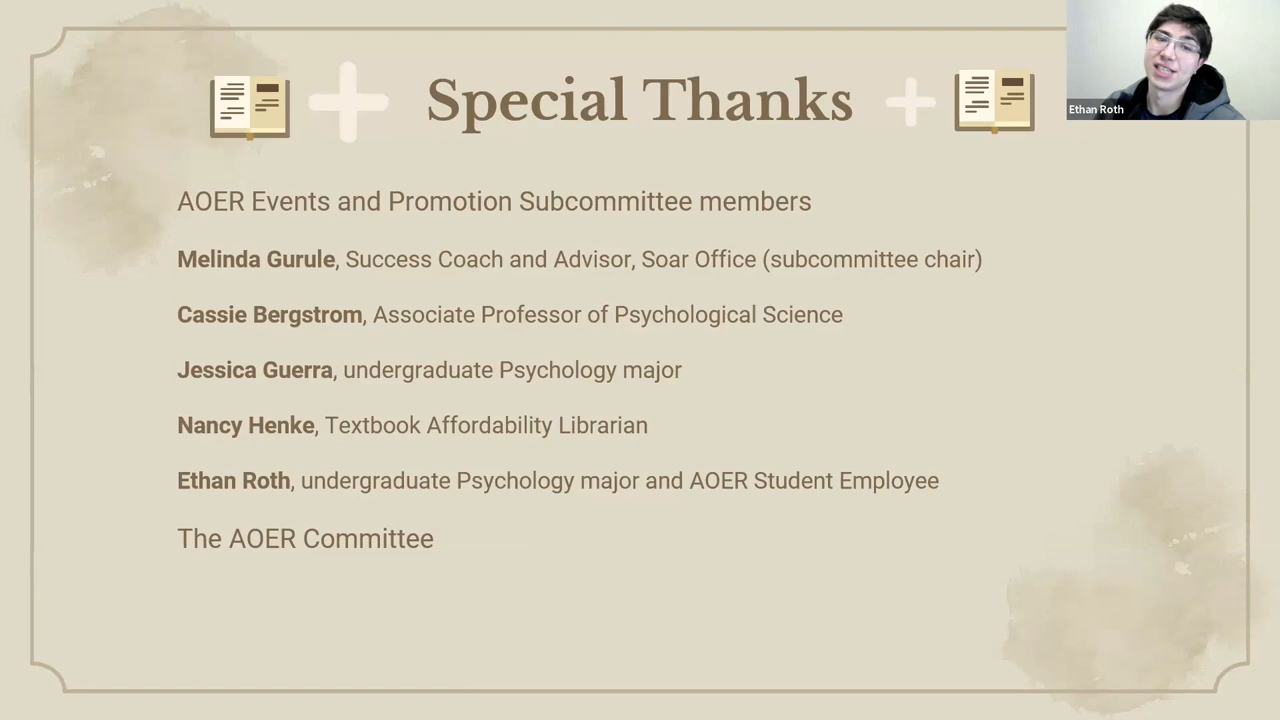 Special Thanks
Ethan Roth
AOER Events and Promotion Subcommittee members
Melinda Gurule, Success Coach and Advisor, Soar Office (subcommittee chair)
Cassie Bergstrom, Associate Professor of Psychological Science
Jessica Guerra, undergraduate Psychology major
Nancy Henke, Textbook Affordability Librarian
Ethan Roth, undergraduate Psychology major and AOER Student Employee
The AOER Committee